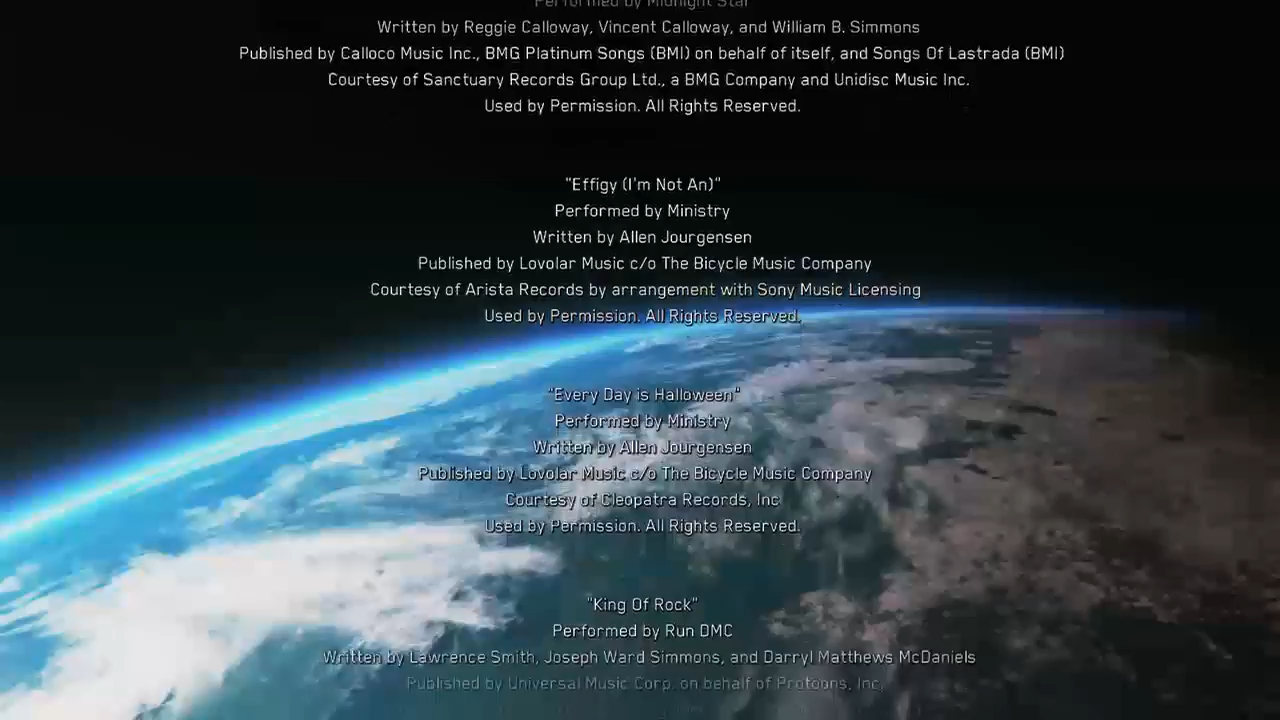 Performed by Midnight Star
Written by Reggie Calloway, Vincent Calloway, and William B. Simmons
Published by Calloco Music Inc., BMG Platinum Songs (BMI) on behalf of itself, and Songs Of Lastrada (BMI)
Courtesy of Sanctuary Records Group Ltd., a BMG Company and Unidisc Music Inc.
Used by Permission. All Rights Reserved.
"Effigy (I'm Not An)"
Performed by Ministry
Written by Allen Jourgensen
Published by Lovolar Music c/o The Bicycle Music Company
Courtesy of Arista Records by arrangement with Sony Music Licensing
Used by Permission. All Rights Reserved.
"Every Day is Halloween"
Performed by Ministry
Written by Allen Jourgensen
Published by Lovolar Music c/o The Bicycle Music Company
Courtesy of Cleopatra Records, Inc
Used by Permission. All Rights Reserved.
"King Of Rock"
Performed by Run DMC
Written by Lawrence Smith, Joseph Ward Simmons, and Darryl Matthews McDaniels
Published by Universal Music Corp. on behalf of Protoons, Inc,